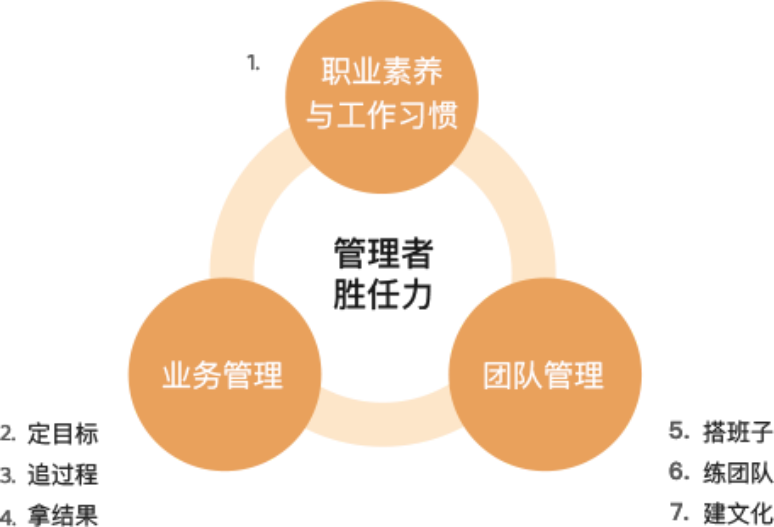 1.
职业素养
与工作习惯
管理者
胜任力
业务管理
团队管理
2. 定目标
3. 追过程
4. 拿结果
5. 搭班子
6. 练团队
7. 建文化